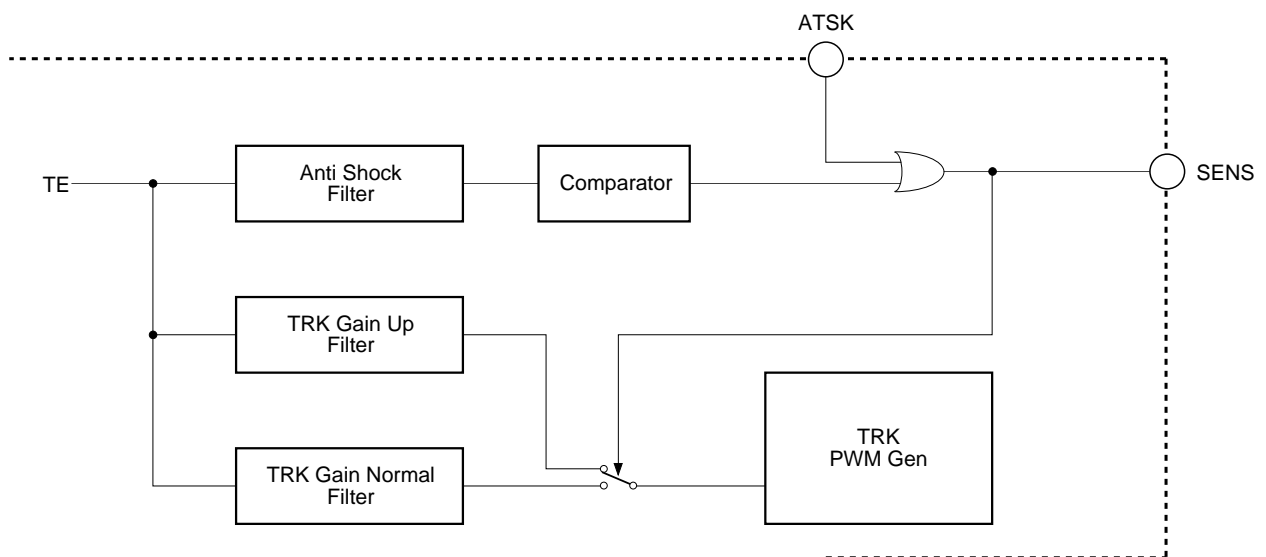 ATSK
Anti Shock
Filter
Comparator
TE
SENS
TRK Gain Up
Filter
TRK
PWM Gen
TRK Gain Normal
Filter